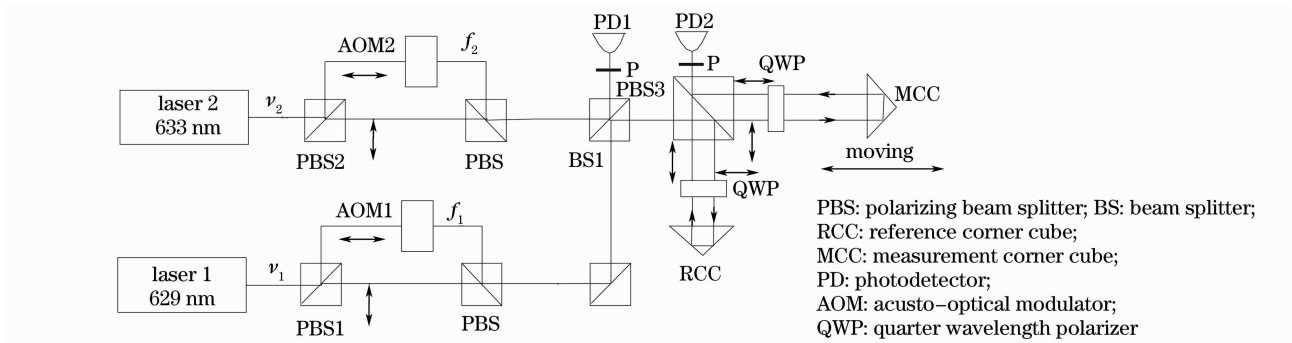 PD1
PD2
AOM2
f2
P
P
QWP
PBS3
MCC
laser 2
633 nm
ν2
PBS2
PBS
BS1
moving
QWP
AOM1
f1
RCC
laser 1
629 nm
ν1
PBS1
PBS
PBS: polarizing beam splitter; BS: beam splitter;
RCC: reference corner cube;
MCC: measurement corner cube;
PD: photodetector;
AOM: acusto-optical modulator;
QWP: quarter wavelength polarizer